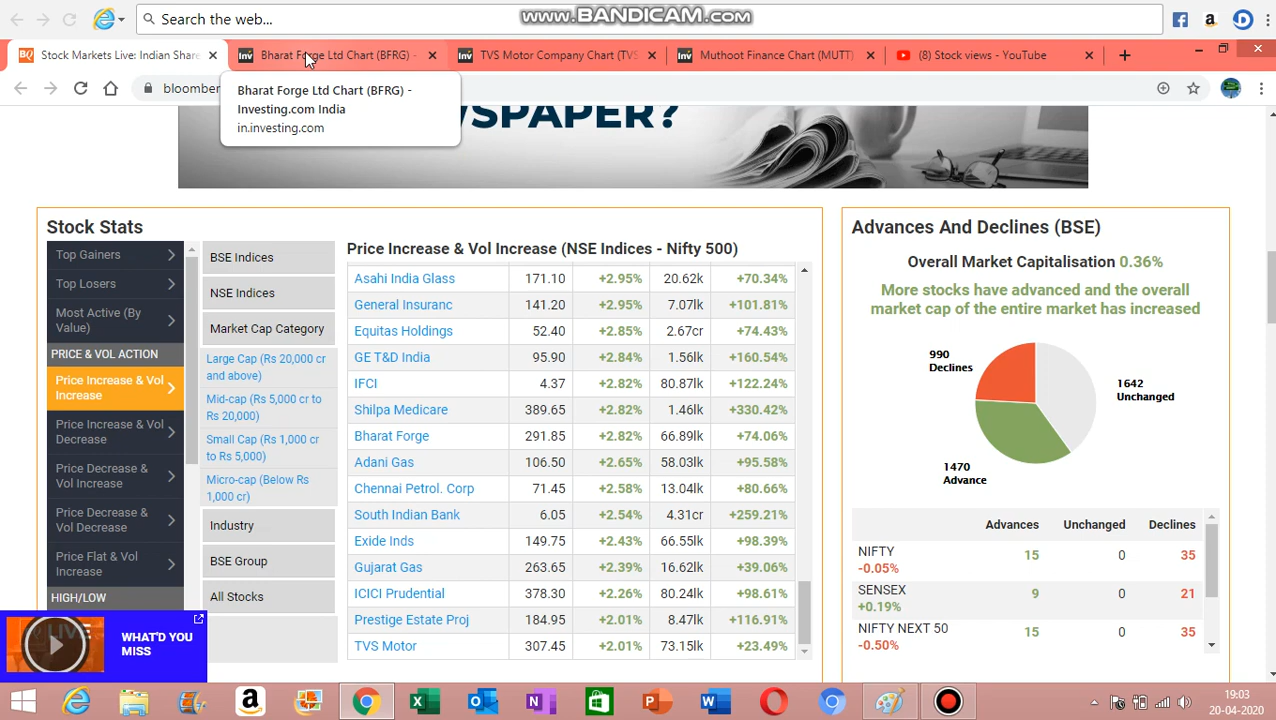 Search the web...
www.BANDICAM.com
Stock Markets Live: Indian Share
Bharat Forge Ltd Chart (BFRG) -
TVS Motor Company Chart (TVS
Muthoot Finance Chart (MUTT)
(8) Stock views - YouTube
bloomber
Bharat Forge Ltd Chart (BFRG) -
Investing.com India
in.investing.com
WSPAPER?
Stock Stats
Top Gainers
Top Losers
Most Active (By
Value)
PRICE & VOL ACTION
Price Increase & Vol
Increase
Price Increase & Vol
Decrease
Price Decrease &
Vol Increase
Price Decrease &
Vol Decrease
Price Flat & Vol
Increase
HIGH/LOW
BSE Indices
NSE Indices
Market Cap Category
Large Cap (Rs 20,000 cr
and above)
Mid-cap (Rs 5,000 cr to
Rs 20,000)
Small Cap (Rs 1,000 cr
to Rs 5,000)
Micro-cap (Below Rs
1,000 cr)
Industry
BSE Group
All Stocks
Price Increase & Vol Increase (NSE Indices - Nifty 500)
Asahi India Glass 171.10 +2.95% 20.62k +70.34%
General Insuranc 141.20 +2.95% 7.07lk +101.81%
Equitas Holdings 52.40 +2.85% 2.67cr +74.43%
GE T&D India 95.90 +2.84% 1.56lk +160.54%
IFCI 4.37 +2.82% 80.87lk +122.24%
Shilpa Medicare 389.65 +2.82% 1.46lk +330.42%
Bharat Forge 291.85 +2.82% 66.89lk +74.06%
Adani Gas 106.50 +2.65% 58.03lk +95.58%
Chennai Petrol. Corp 71.45 +2.58% 13.04lk +80.66%
South Indian Bank 6.05 +2.54% 4.31cr +259.21%
Exide Inds 149.75 +2.43% 66.55lk +98.39%
Gujarat Gas 263.65 +2.39% 16.62lk +39.06%
ICICI Prudential 378.30 +2.26% 80.24lk +98.61%
Prestige Estate Proj 184.95 +2.01% 8.47lk +116.91%
TVS Motor 307.45 +2.01% 73.15lk +23.49%
Advances And Declines (BSE)
Overall Market Capitalisation 0.36%
More stocks have advanced and the overall
market cap of the entire market has increased
990
Declines
1642
Unchanged
1470
Advance
Advances Unchanged Declines
NIFTY 15 0 35
-0.05%
SENSEX 9 0 21
+0.19%
NIFTY NEXT 50 15 0 35
-0.50%
LIVE
WHAT'D YOU
MISS
19:03
20-04-2020